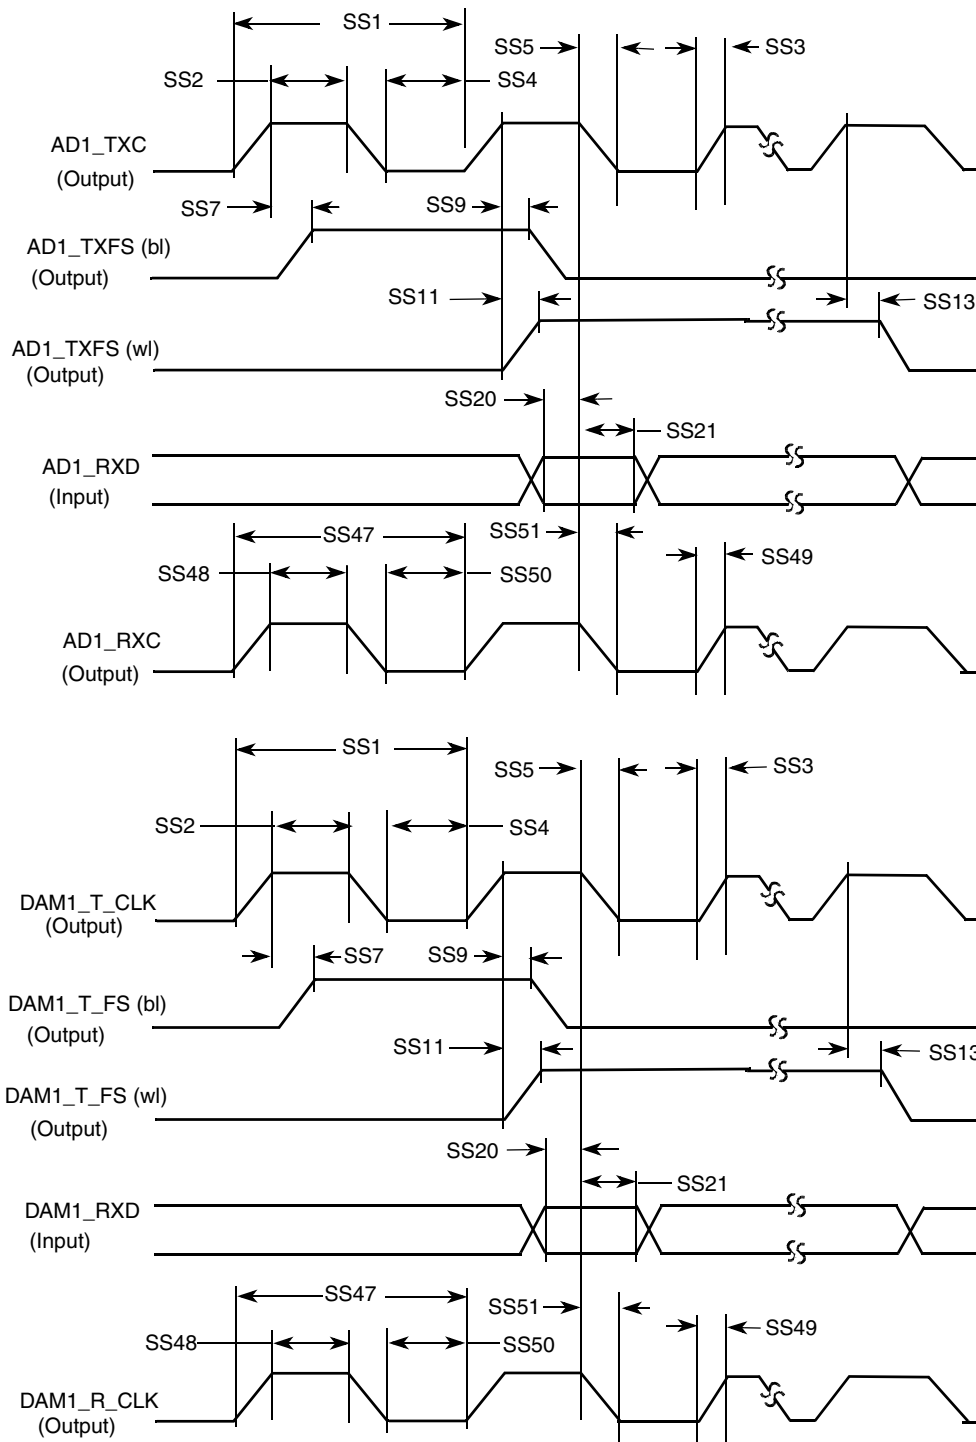 SS1
SS5
SS3
SS2
SS4
AD1_TXC
(Output)
SS7
SS9
AD1_TXFS (bl)
(Output)
SS11
SS13
AD1_TXFS (wl)
(Output)
SS20
SS21
AD1_RXD
(Input)
SS47
SS51
SS49
SS48
SS50
AD1_RXC
(Output)
SS1
SS5
SS3
SS2
SS4
DAM1_T_CLK
(Output)
SS7
SS9
DAM1_T_FS (bl)
(Output)
SS11
SS13
DAM1_T_FS (wl)
(Output)
SS20
SS21
DAM1_RXD
(Input)
SS47
SS51
SS49
SS48
SS50
DAM1_R_CLK
(Output)